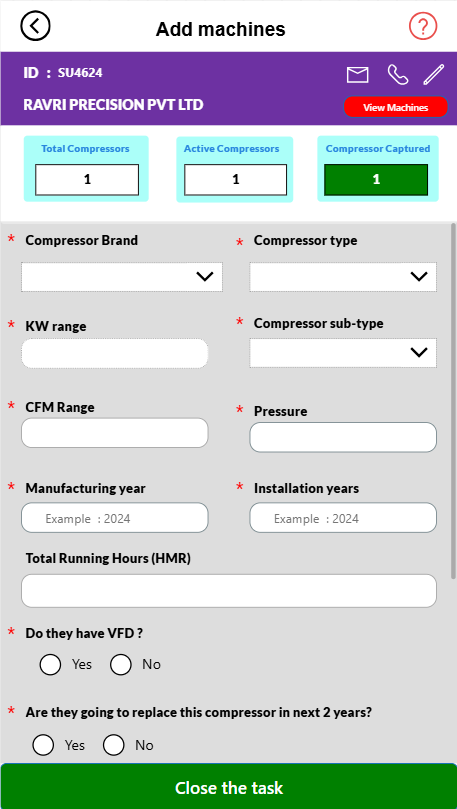 Add machines
?
ID : SU4624
RAVRI PRECISION PVT LTD
View Machines
Total Compressors
Active Compressors
Compressor Captured
1
1
1
* Compressor Brand
* Compressor type
* KW range
* Compressor sub-type
* CFM Range
* Pressure
* Manufacturing year
* Installation years
Example : 2024
Example : 2024
Total Running Hours (HMR)
* Do they have VFD ?
Yes No
* Are they going to replace this compressor in next 2 years?
Yes No
Close the task